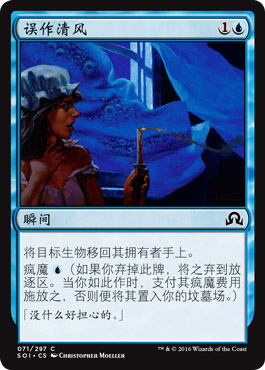 误作清风 1
瞬间
将目标生物移回其拥有者手上。
疯魔 （如果你弃掉此牌，将之弃到放
逐区。当你如此作时，支付其疯魔费用
施放之，否则便将其置入你的坟墓场。）
「没什么好担心的。」
071/297 C
SOI • CS Christopher Moeller
™ & © 2016 Wizards of the Coast